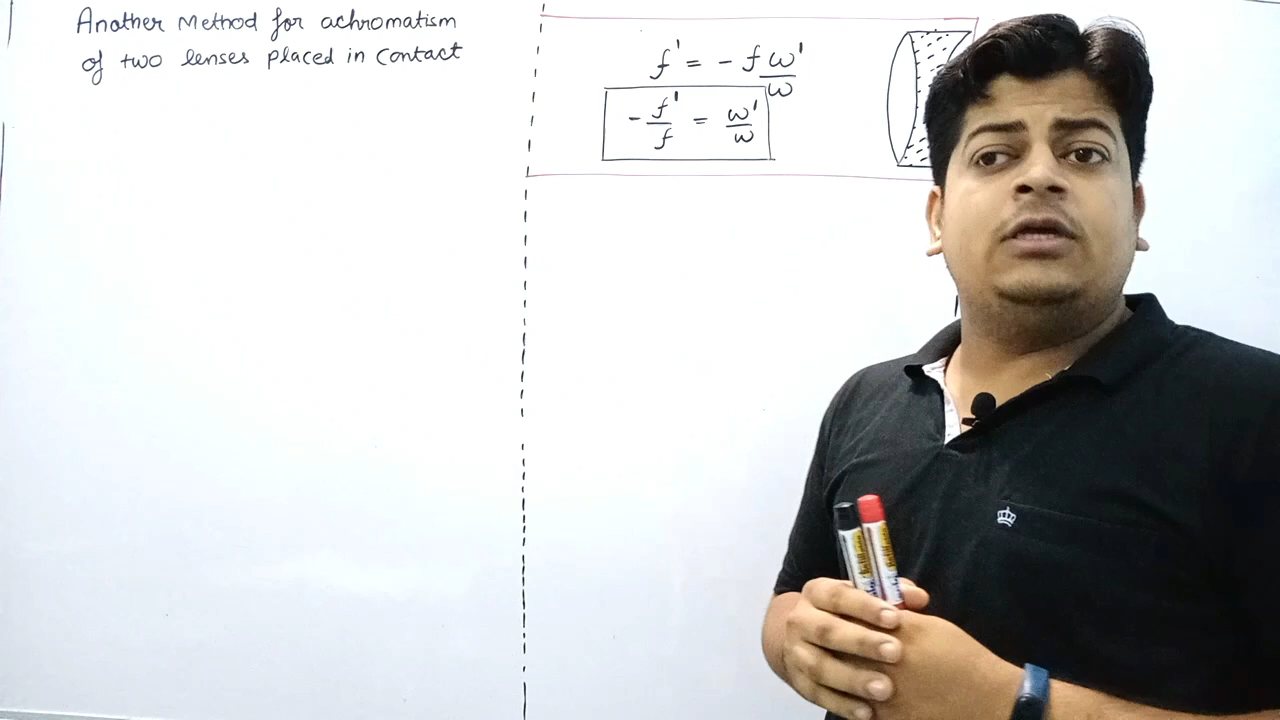 Another Method for achromatism
of two lenses placed in contact
f' = - f ω'/ω
- f'/f = ω'/ω